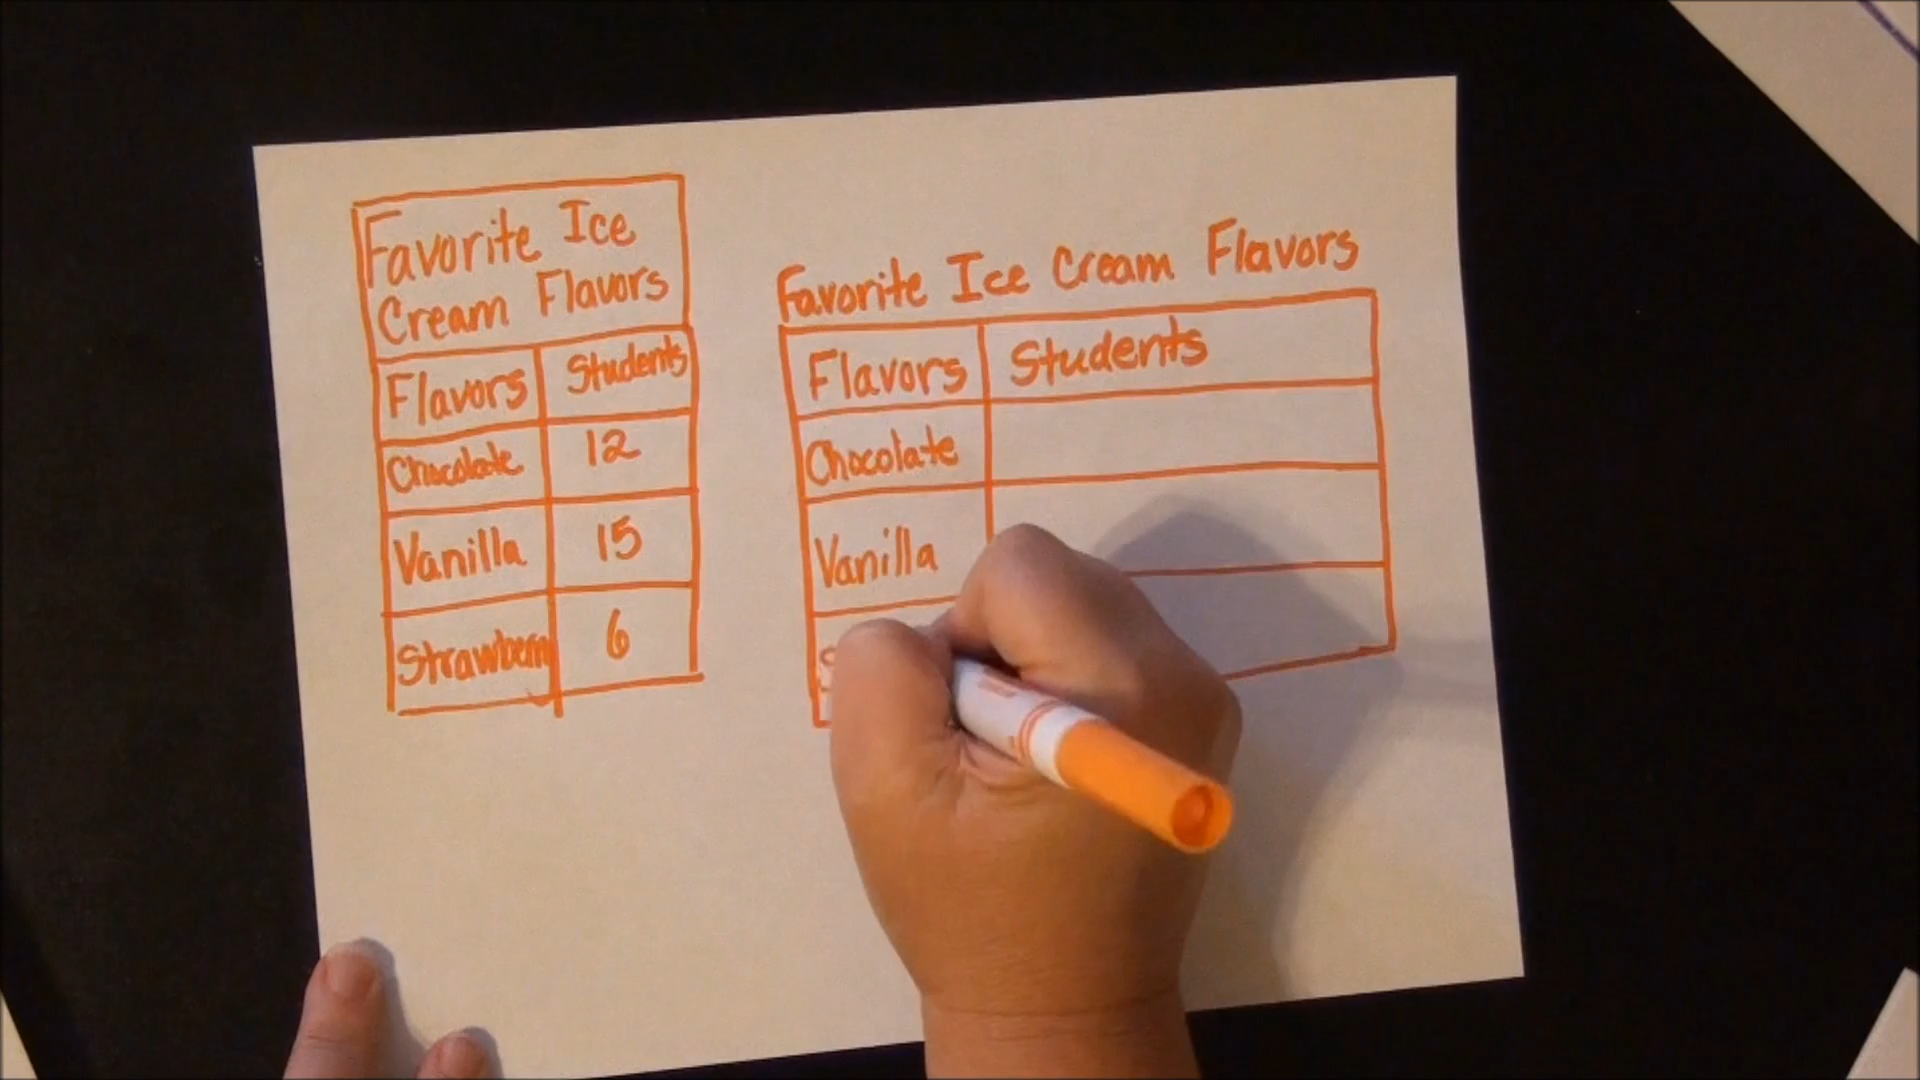 Favorite Ice
Cream Flavors
Flavors Students
Chocolate 12
Vanilla 15
Strawberry 6
Favorite Ice Cream Flavors
Flavors Students
Chocolate
Vanilla
S